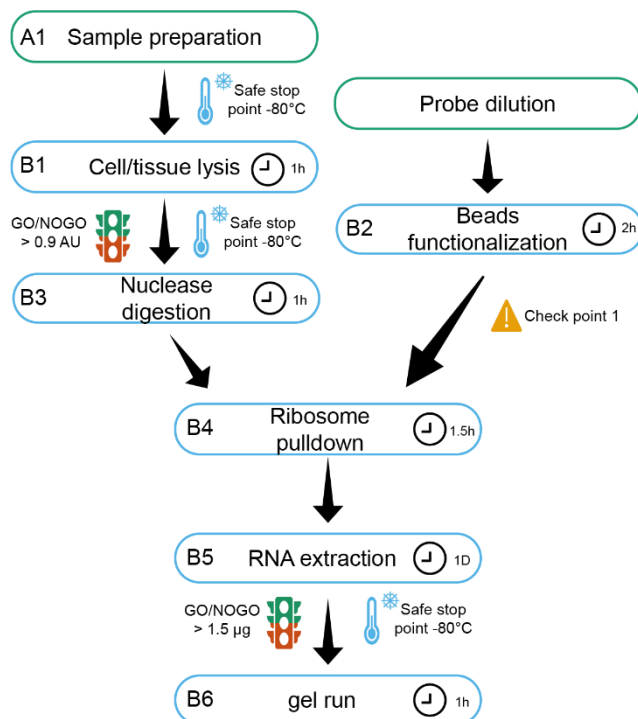 A1 Sample preparation
Safe stop
point -80°C
Probe dilution
B1 Cell/tissue lysis 1h
GO/NOGO
> 0.9 AU
Safe stop
point -80°C
B2 Beads
functionalization 2h
B3 Nuclease
digestion 1h
Check point 1
B4 Ribosome
pulldown 1.5h
B5 RNA extraction 1D
GO/NOGO
> 1.5 µg
Safe stop
point -80°C
B6 gel run 1h